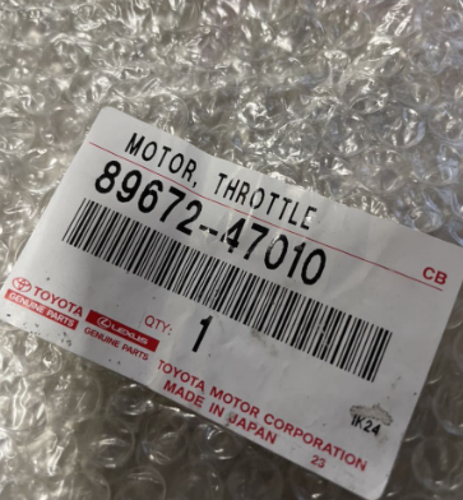 MOTOR, THROTTLE
89672-47010
CB
TOYOTA
GENUINE PARTS
LEXUS
GENUINE PARTS
QTY:
1
TOYOTA MOTOR CORPORATION
MADE IN JAPAN
23
1K24